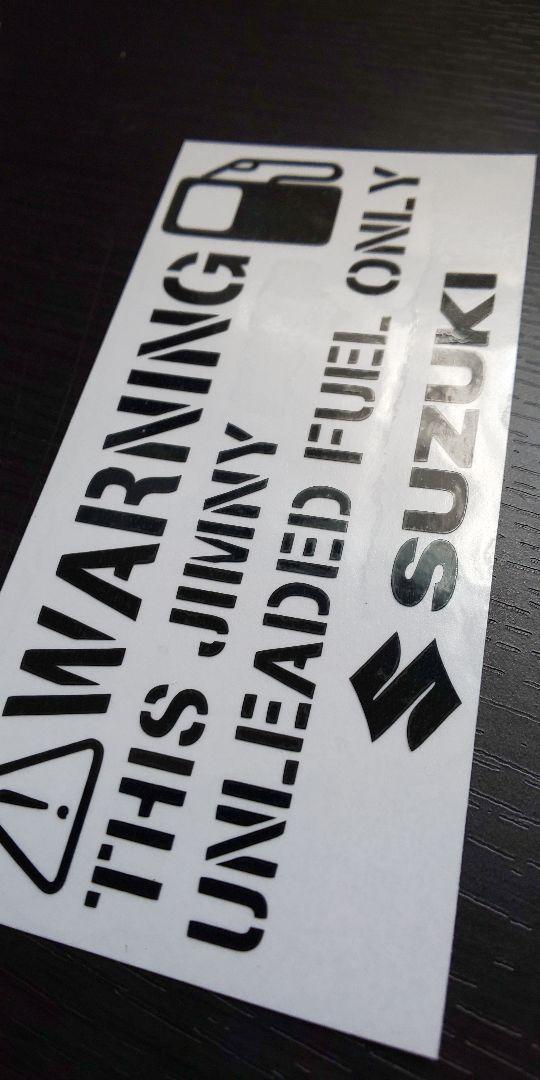 WARNING
THIS JIMNY
UNLEADED FUEL ONLY
SUZUKI